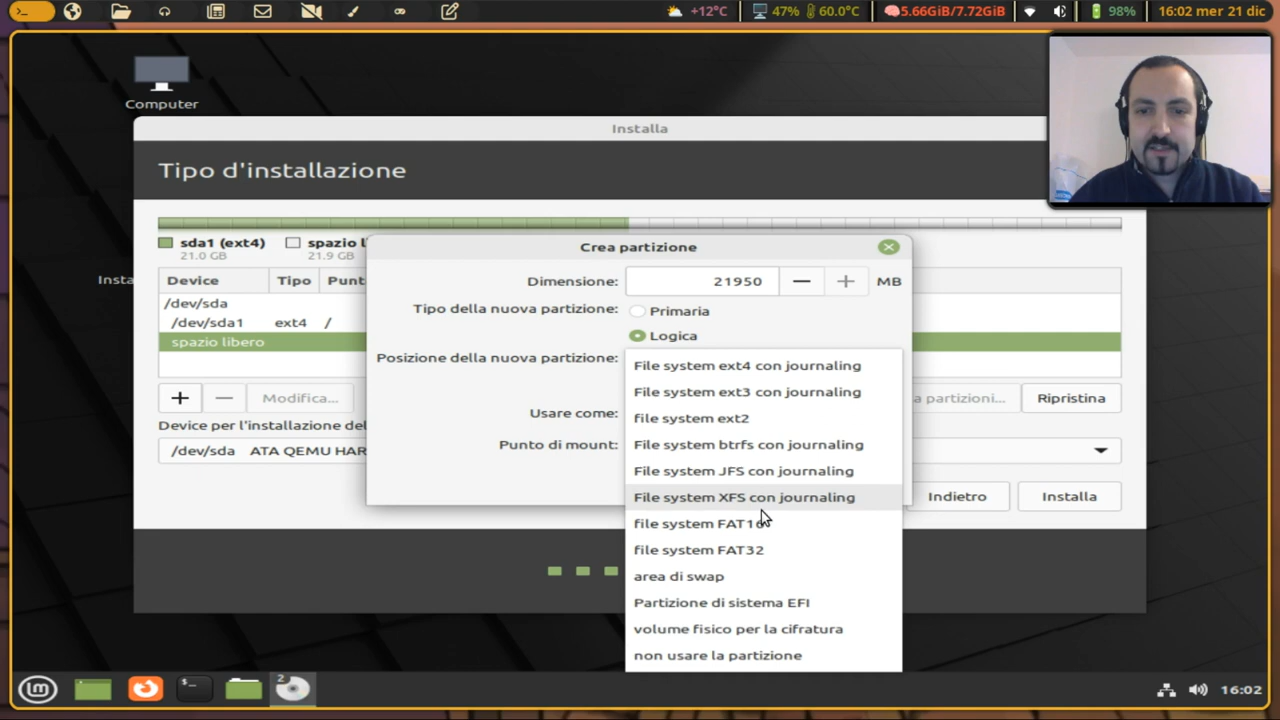 +12°C
47%
60.0°C
5.66GiB/7.72GiB
98%
16:02 mer 21 dic
Computer
Installa
Tipo d'installazione
sda1 (ext4)
21.0 GB
spazio l
21.9 GB
Device Tipo Punt
/dev/sda
/dev/sda1 ext4 /
spazio libero
Modifica...
a partizioni...
Ripristina
Device per l'installazione del
/dev/sda ATA QEMU HAR
Indietro
Installa
Insta
Crea partizione
Dimensione: 21950 MB
Tipo della nuova partizione: Primaria
Logica
Posizione della nuova partizione:
Usare come:
Punto di mount:
File system ext4 con journaling
File system ext3 con journaling
file system ext2
File system btrfs con journaling
File system JFS con journaling
File system XFS con journaling
file system FAT16
file system FAT32
area di swap
Partizione di sistema EFI
volume fisico per la cifratura
non usare la partizione
2
16:02